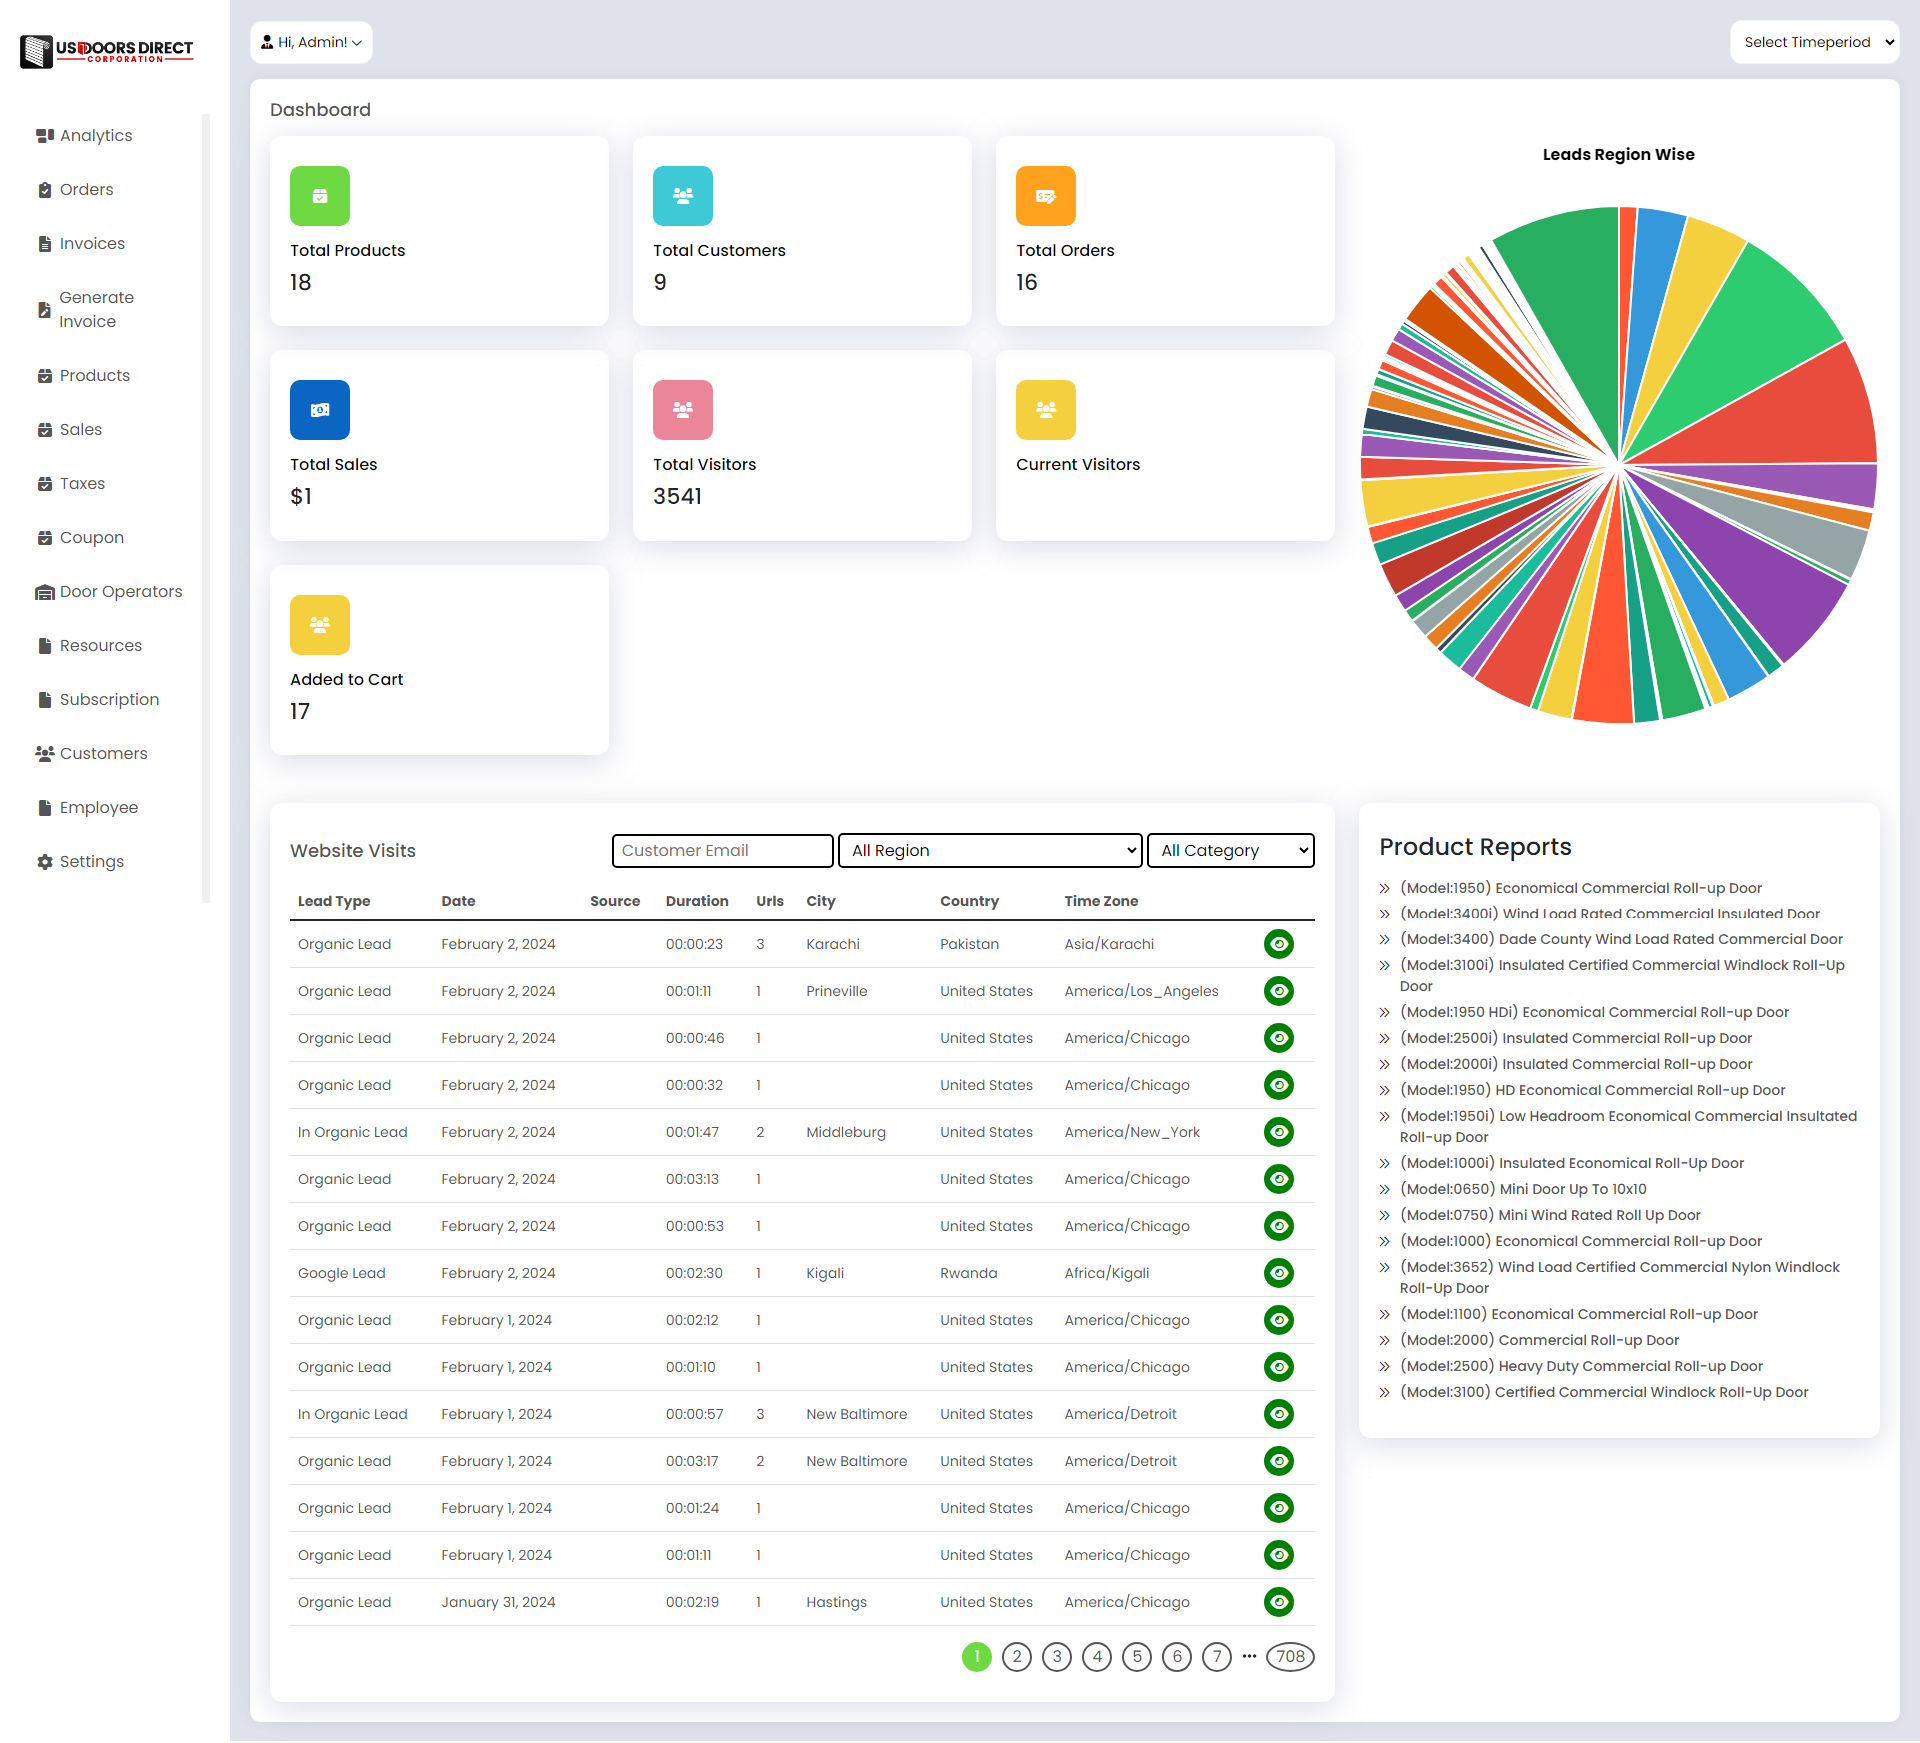 US DOORS DIRECT
CORPORATION
Hi, Admin!
Select Timeperiod
Analytics
Orders
Invoices
Generate
Invoice
Products
Sales
Taxes
Coupon
Door Operators
Resources
Subscription
Customers
Employee
Settings
Dashboard
Total Products
18
Total Customers
9
Total Orders
16
Total Sales
$1
Total Visitors
3541
Current Visitors
Added to Cart
17
Leads Region Wise
Website Visits
Customer Email
All Region
All Category
Lead Type Date Source Duration Urls City Country Time Zone
Organic Lead February 2, 2024 00:00:23 3 Karachi Pakistan Asia/Karachi
Organic Lead February 2, 2024 00:01:11 1 Prineville United States America/Los_Angeles
Organic Lead February 2, 2024 00:00:46 1 United States America/Chicago
Organic Lead February 2, 2024 00:00:32 1 United States America/Chicago
In Organic Lead February 2, 2024 00:01:47 2 Middleburg United States America/New_York
Organic Lead February 2, 2024 00:03:13 1 United States America/Chicago
Organic Lead February 2, 2024 00:00:53 1 United States America/Chicago
Google Lead February 2, 2024 00:02:30 1 Kigali Rwanda Africa/Kigali
Organic Lead February 1, 2024 00:02:12 1 United States America/Chicago
Organic Lead February 1, 2024 00:01:10 1 United States America/Chicago
In Organic Lead February 1, 2024 00:00:57 3 New Baltimore United States America/Detroit
Organic Lead February 1, 2024 00:03:17 2 New Baltimore United States America/Detroit
Organic Lead February 1, 2024 00:01:24 1 United States America/Chicago
Organic Lead February 1, 2024 00:01:11 1 United States America/Chicago
Organic Lead January 31, 2024 00:02:19 1 Hastings United States America/Chicago
1 2 3 4 5 6 7 ... 708
Product Reports
(Model:1950) Economical Commercial Roll-up Door
(Model:3400i) Wind Load Rated Commercial Insulated Door
(Model:3400) Dade County Wind Load Rated Commercial Door
(Model:3100i) Insulated Certified Commercial Windlock Roll-Up
Door
(Model:1950 HDi) Economical Commercial Roll-up Door
(Model:2500i) Insulated Commercial Roll-up Door
(Model:2000i) Insulated Commercial Roll-up Door
(Model:1950) HD Economical Commercial Roll-up Door
(Model:1950i) Low Headroom Economical Commercial Insultated
Roll-up Door
(Model:1000i) Insulated Economical Roll-Up Door
(Model:0650) Mini Door Up To 10x10
(Model:0750) Mini Wind Rated Roll Up Door
(Model:1000) Economical Commercial Roll-up Door
(Model:3652) Wind Load Certified Commercial Nylon Windlock
Roll-Up Door
(Model:1100) Economical Commercial Roll-up Door
(Model:2000) Commercial Roll-up Door
(Model:2500) Heavy Duty Commercial Roll-up Door
(Model:3100) Certified Commercial Windlock Roll-Up Door